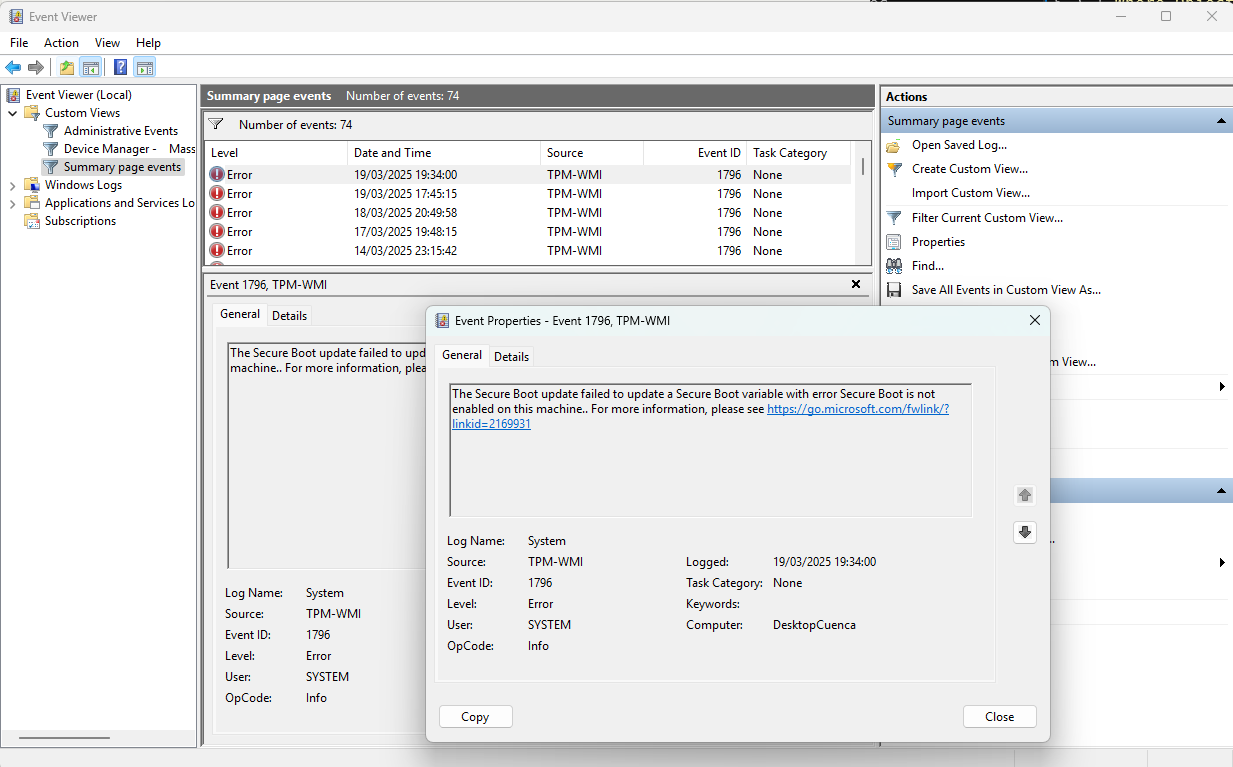 Event Viewer
File Action View Help
Event Viewer (Local)
Custom Views
Administrative Events
Device Manager - Mass
Summary page events
Windows Logs
Applications and Services Lo
Subscriptions
Summary page events Number of events: 74
Number of events: 74
Level Date and Time Source Event ID Task Category
Error 19/03/2025 19:34:00 TPM-WMI 1796 None
Error 19/03/2025 17:45:15 TPM-WMI 1796 None
Error 18/03/2025 20:49:58 TPM-WMI 1796 None
Error 17/03/2025 19:48:15 TPM-WMI 1796 None
Error 14/03/2025 23:15:42 TPM-WMI 1796 None
Event 1796, TPM-WMI
General Details
The Secure Boot update failed to upd
machine.. For more information, plea
Log Name: System
Source: TPM-WMI
Event ID: 1796
Level: Error
User: SYSTEM
OpCode: Info
Event Properties - Event 1796, TPM-WMI
General Details
The Secure Boot update failed to update a Secure Boot variable with error Secure Boot is not
enabled on this machine.. For more information, please see https://go.microsoft.com/fwlink/?
linkid=2169931
Log Name: System
Source: TPM-WMI Logged: 19/03/2025 19:34:00
Event ID: 1796 Task Category: None
Level: Error Keywords:
User: SYSTEM Computer: DesktopCuenca
OpCode: Info
Copy Close
Actions
Summary page events
Open Saved Log...
Create Custom View...
Import Custom View...
Filter Current Custom View...
Properties
Find...
Save All Events in Custom View As...
m View...